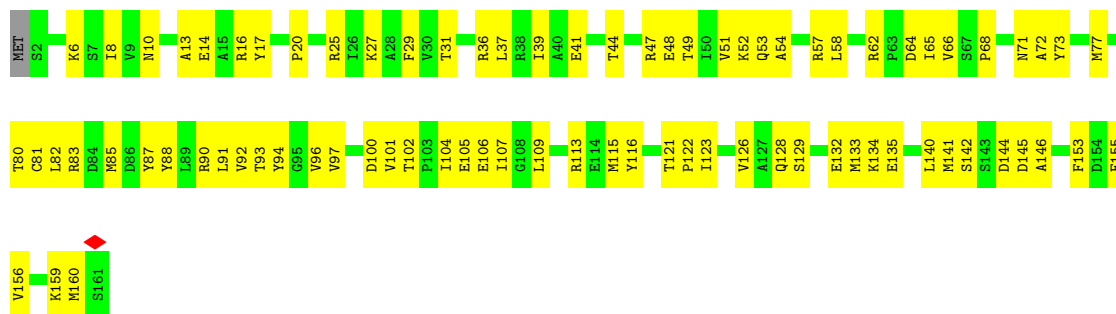 MET S2 K6 S7 I8 V9 N10 A13 E14 A15 R16 Y17 P20 R25 I26 K27 A28 F29 V30 T31 R36 L37 R38 I39 A40 E41 T44 R47 E48 T49 I50 V51 K52 Q53 A54 R57 L58 R62 P63 D64 I65 V66 S67 P68 N71 A72 Y73 M77
T80 C81 L82 R83 D84 M85 D86 Y87 Y88 L89 R90 L91 V92 T93 Y94 G95 V96 V97 D100 V101 T102 P103 I104 E105 E106 I107 G108 L109 R113 E114 M115 Y116 T121 P122 I123 V126 A127 Q128 S129 E132 M133 K134 E135 L140 M141 S142 S143 D144 D145 A146 F153 D154
V156 K159 M160 S161